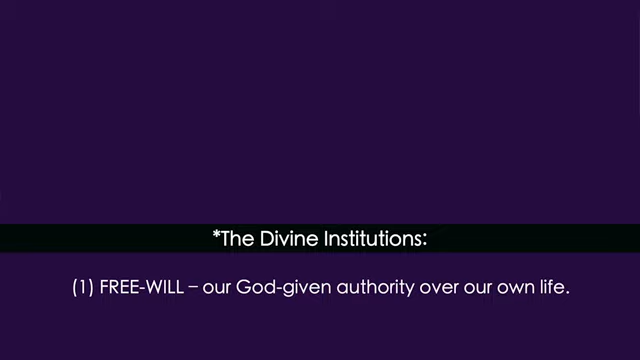 *The Divine Institutions:
(1) FREE-WILL – our God-given authority over our own life.